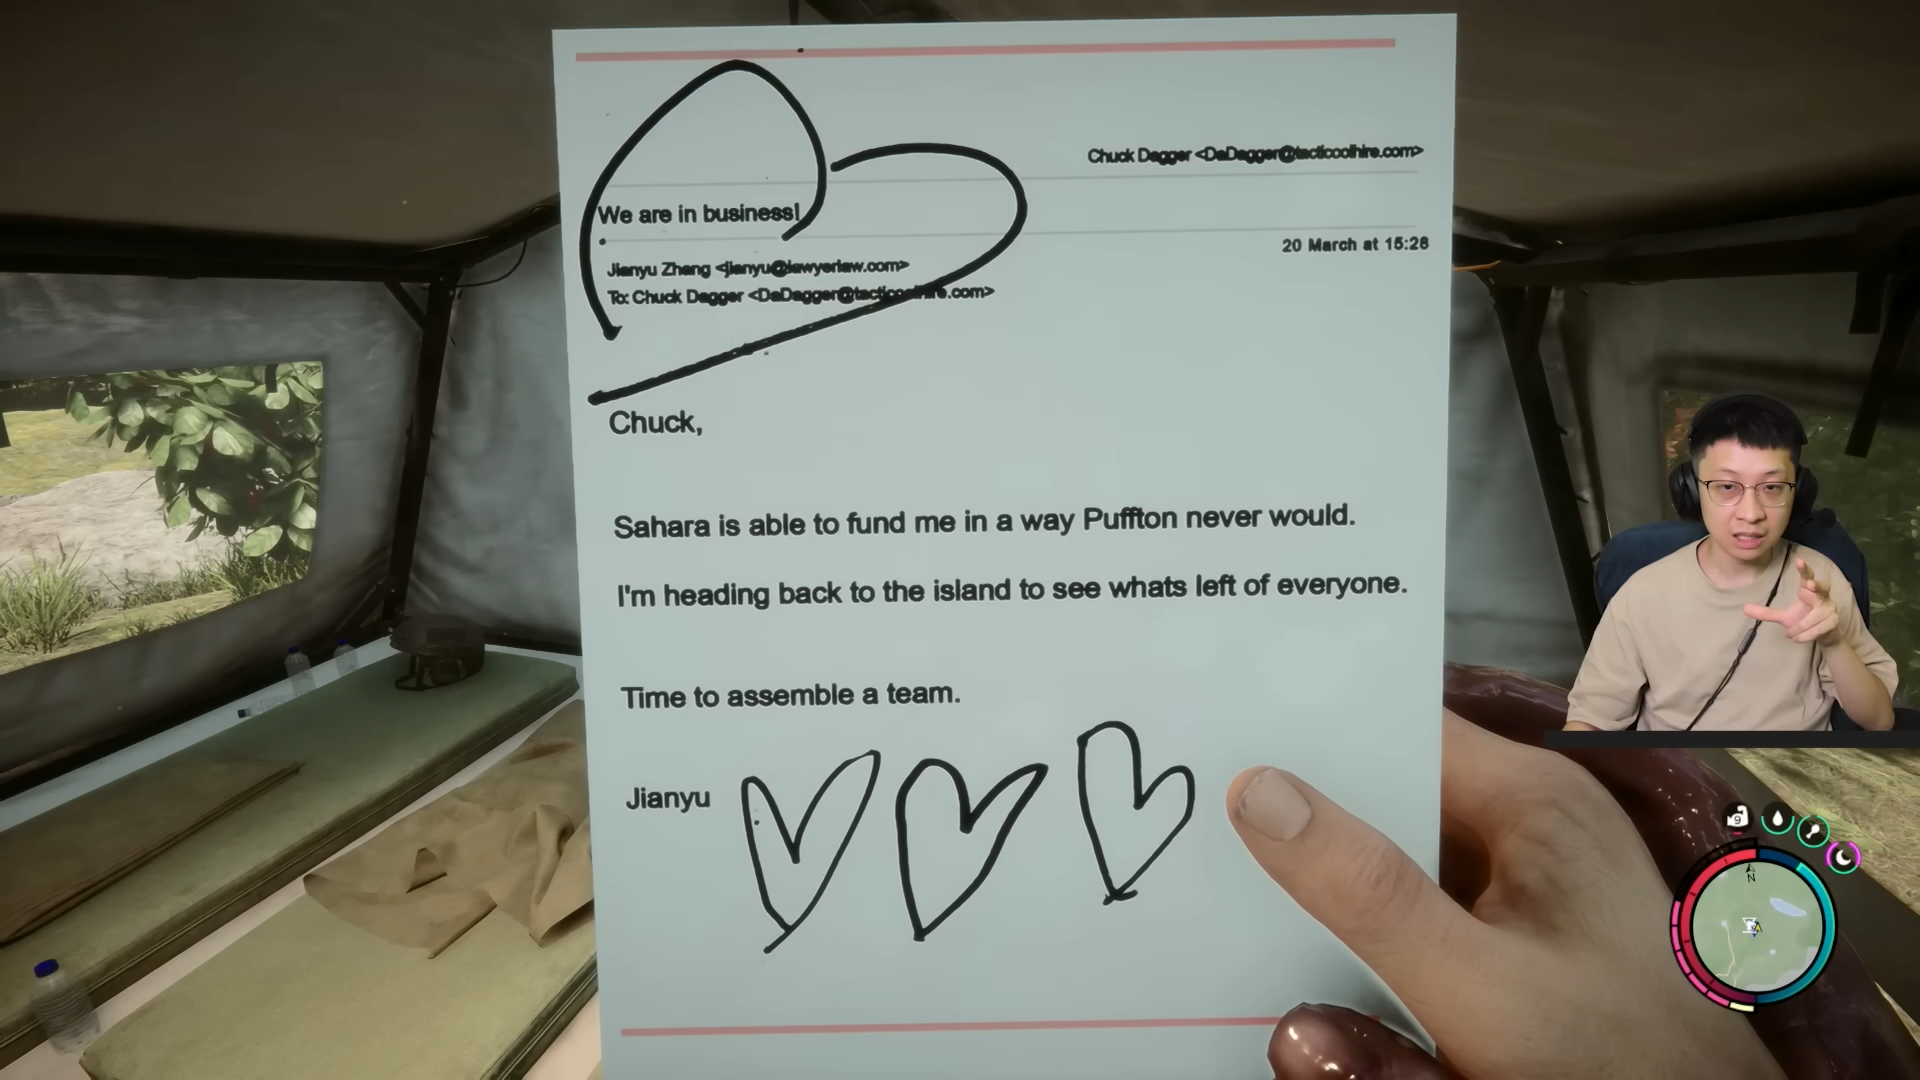 Chuck Dagger <DaDagger@tacticoolhire.com>
We are in business!
20 March at 15:28
Jianyu Zhang <jianyu@lawyerlaw.com>
To: Chuck Dagger <DaDagger@tacticoolhire.com>
Chuck,
Sahara is able to fund me in a way Puffton never would.
I'm heading back to the island to see whats left of everyone.
Time to assemble a team.
Jianyu
9
N